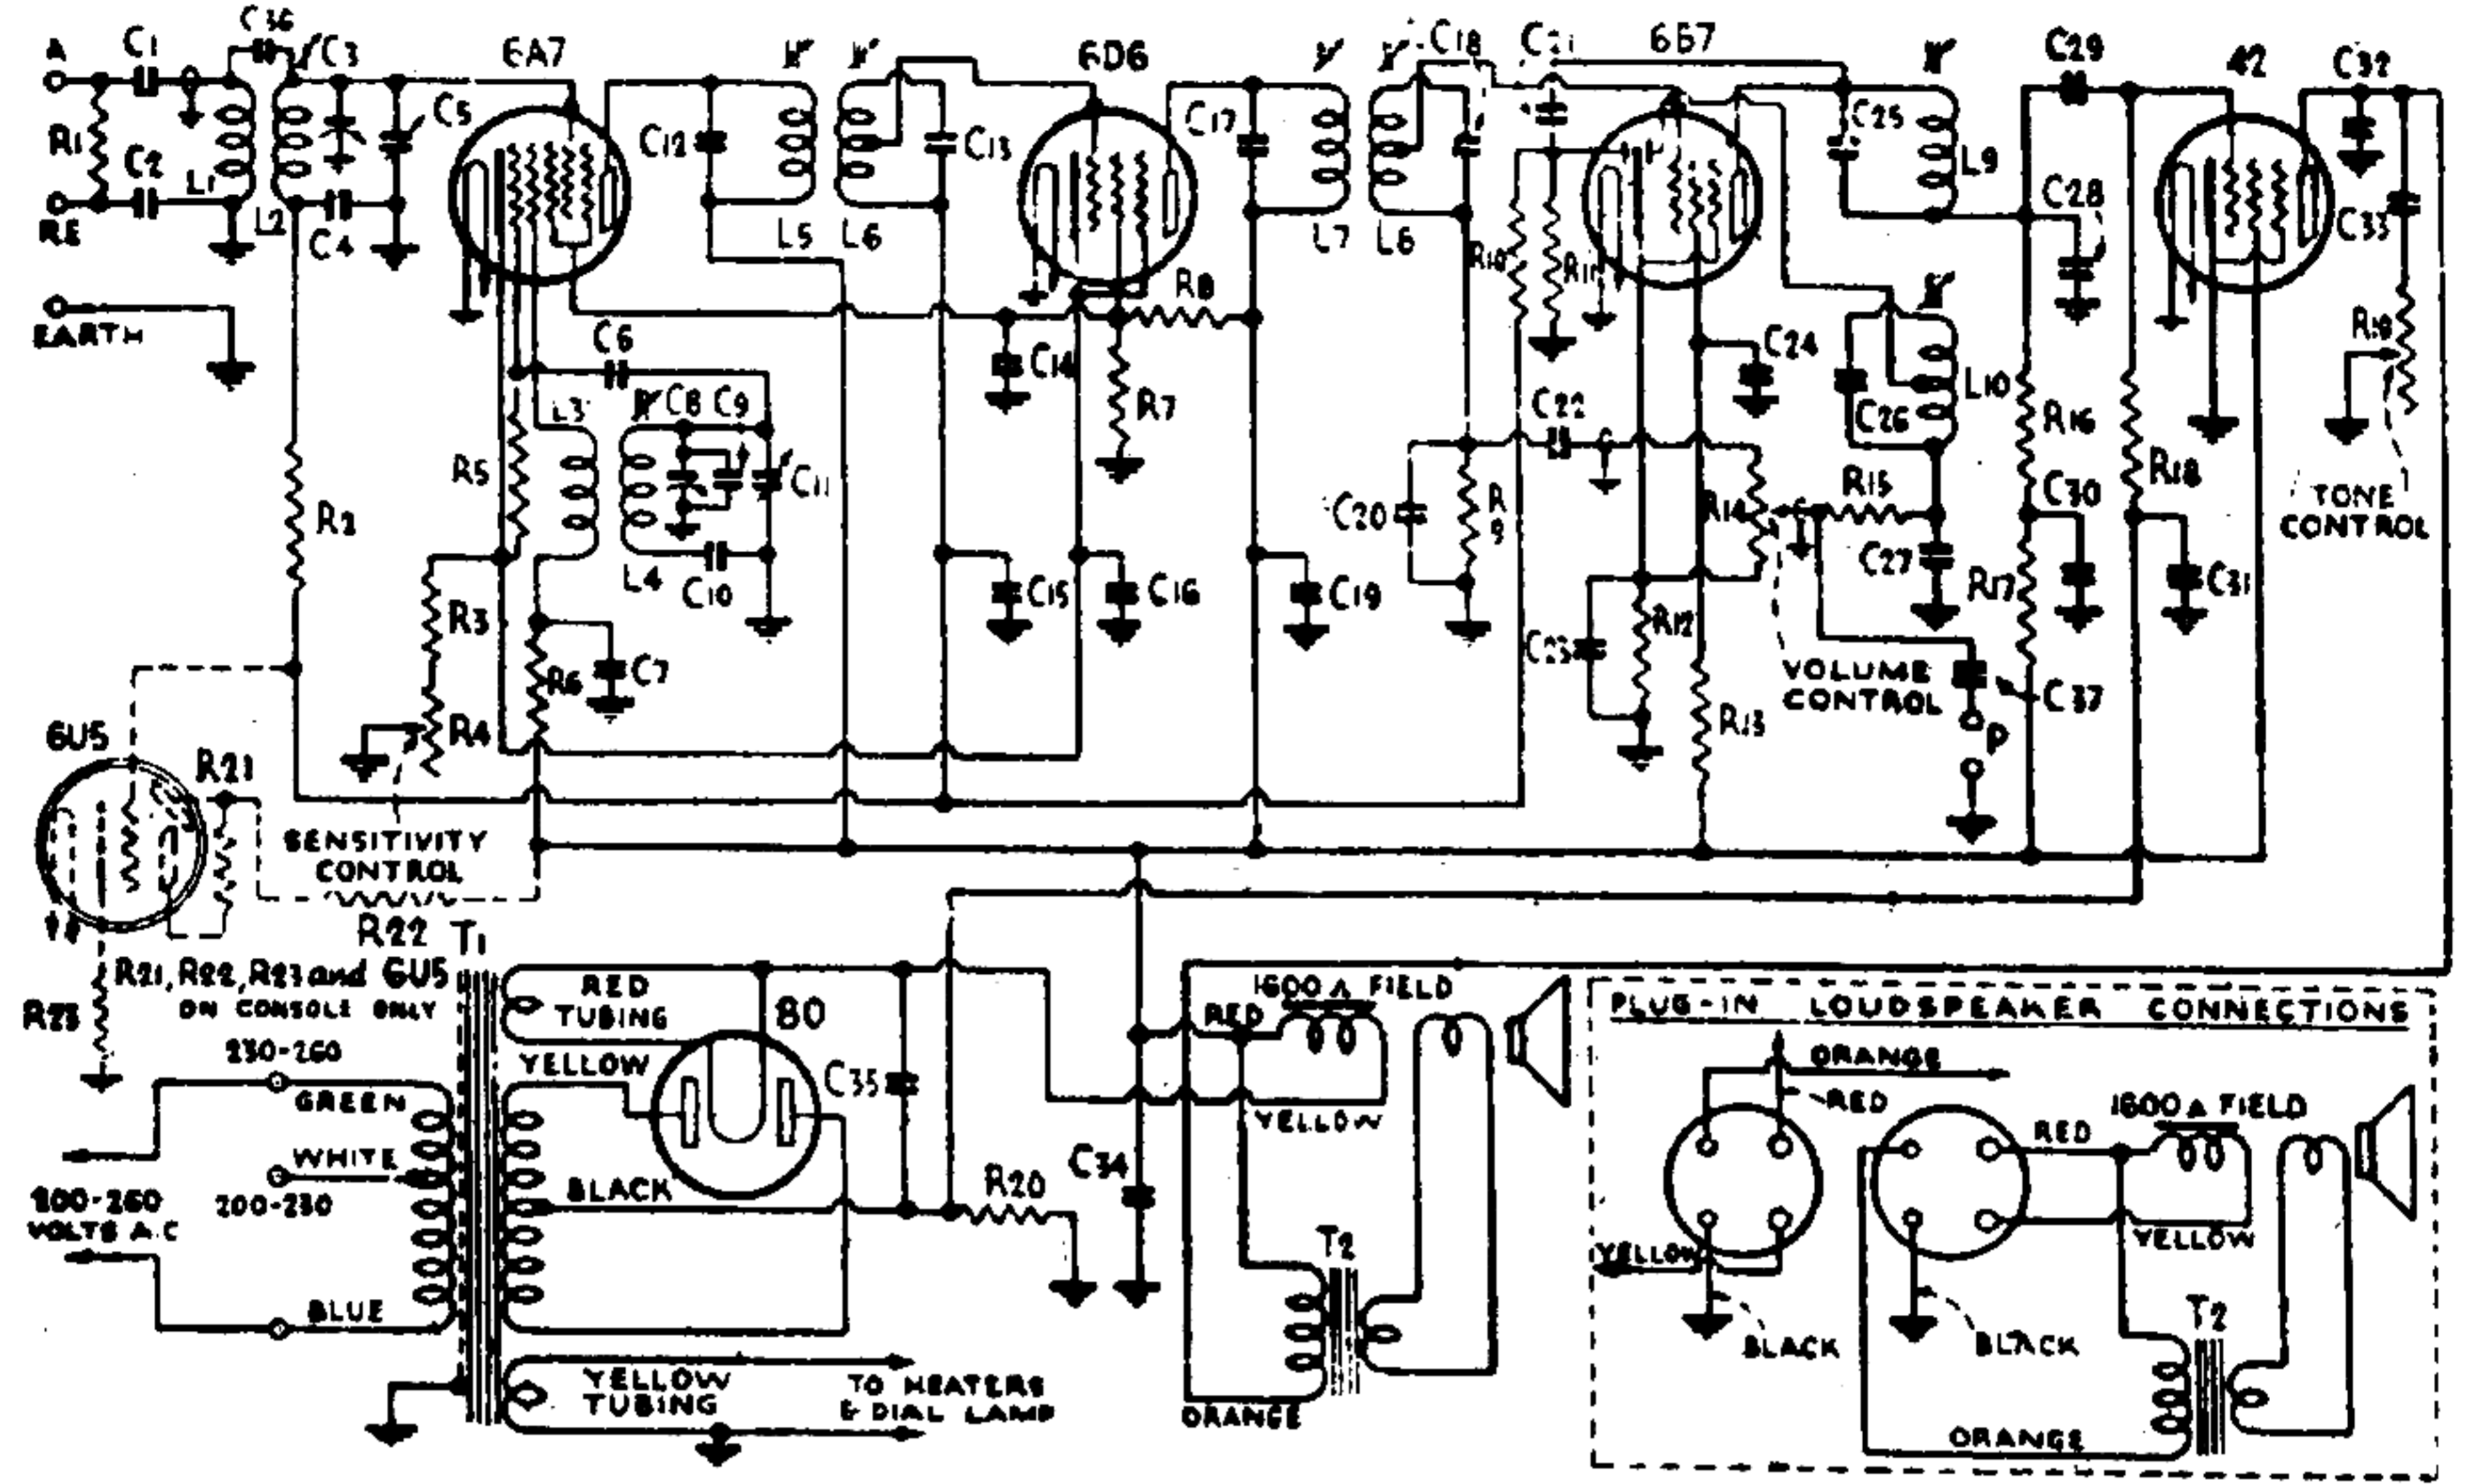 A
C1
C36
C3
6A7
6D6
C18
C21
6B7
C29
42
C32
R1
C2
C5
C12
C13
C17
C25
L9
L1
RE
L2
C4
L5
L6
L7
L8
R10
R11
C28
C33
EARTH
R8
R19
C6
C14
R7
C24
L10
L3
C8
C9
C22
C26
R16
R5
C11
R2
C20
R9
R14
R15
C30
R18
TONE
CONTROL
L4
C10
R3
C15
C16
C19
C27
R17
C31
R12
C23
R6
C7
R4
VOLUME
CONTROL
C37
R13
P
6U5
R21
SENSITIVITY
CONTROL
R22
T1
R21, R22, R23 and 6U5
ON CONSOLE ONLY
R23
RED
TUBING
80
1600 Λ FIELD
RED
PLUG-IN LOUDSPEAKER CONNECTIONS
230-260
GREEN
YELLOW
C35
YELLOW
ORANGE
RED
1600 Λ FIELD
RED
WHITE
200-260
VOLTS A.C
200-230
BLACK
R20
C34
T2
YELLOW
YELLOW
BLUE
BLACK
BLACK
T2
YELLOW
TUBING
TO HEATERS
& DIAL LAMP
ORANGE
ORANGE